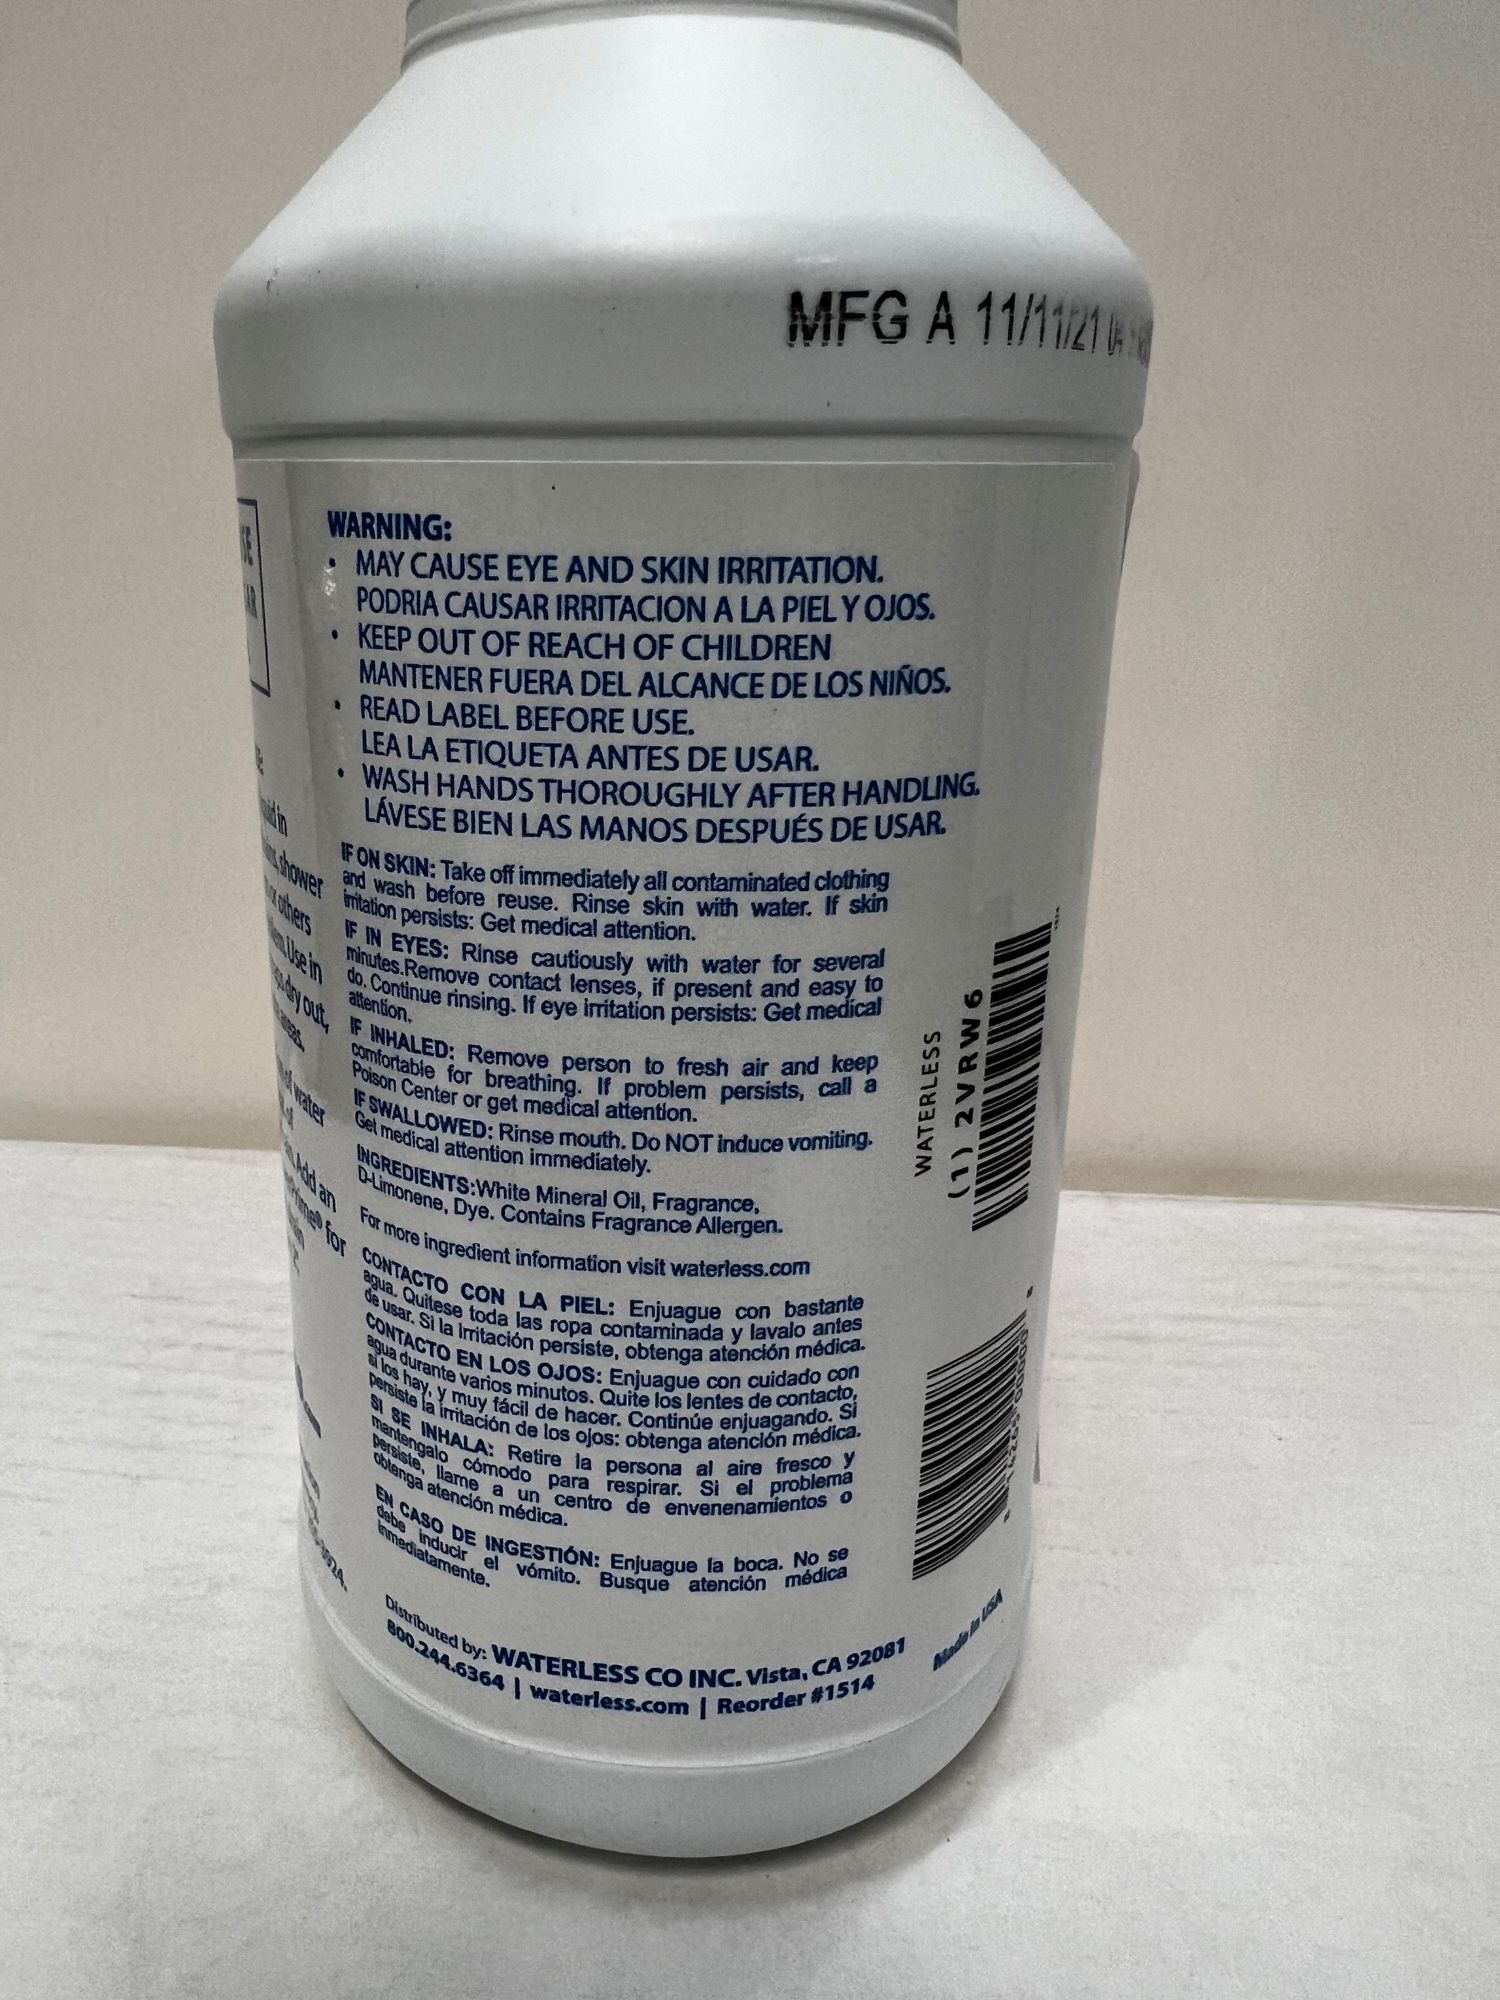 MFG A 11/11/21
WARNING:
• MAY CAUSE EYE AND SKIN IRRITATION.
PODRIA CAUSAR IRRITACION A LA PIEL Y OJOS.
• KEEP OUT OF REACH OF CHILDREN
MANTENER FUERA DEL ALCANCE DE LOS NIÑOS.
• READ LABEL BEFORE USE.
LEA LA ETIQUETA ANTES DE USAR.
• WASH HANDS THOROUGHLY AFTER HANDLING.
LÁVESE BIEN LAS MANOS DESPUÉS DE USAR.
IF ON SKIN: Take off immediately all contaminated clothing
and wash before reuse. Rinse skin with water. If skin
irritation persists: Get medical attention.
IF IN EYES: Rinse cautiously with water for several
minutes.Remove contact lenses, if present and easy to
do. Continue rinsing. If eye irritation persists: Get medical
attention.
IF INHALED: Remove person to fresh air and keep
comfortable for breathing. If problem persists, call a
Poison Center or get medical attention.
IF SWALLOWED: Rinse mouth. Do NOT induce vomiting.
Get medical attention immediately.
INGREDIENTS:White Mineral Oil, Fragrance,
D-Limonene, Dye. Contains Fragrance Allergen.
For more ingredient information visit waterless.com
CONTACTO CON LA PIEL: Enjuague con bastante
agua. Quitese toda las ropa contaminada y lavalo antes
de usar. Si la irritación persiste, obtenga atención médica.
CONTACTO EN LOS OJOS: Enjuague con cuidado con
agua durante varios minutos. Quite los lentes de contacto,
si los hay, y muy fácil de hacer. Continúe enjuagando. Si
persiste la irritación de los ojos: obtenga atención médica.
SI SE INHALA: Retire la persona al aire fresco y
mantengalo cómodo para respirar. Si el problema
persiste, llame a un centro de envenenamientos o
obtenga atención médica.
EN CASO DE INGESTIÓN: Enjuague la boca. No se
debe inducir el vómito. Busque atención médica
inmediatamente.
Distributed by: WATERLESS CO INC. Vista, CA 92081
800.244.6364 | waterless.com | Reorder #1514
Made in USA
WATERLESS
(1) 2VRW6
shower
others
Use in
dry out,
areas.
water
of
Add an
for